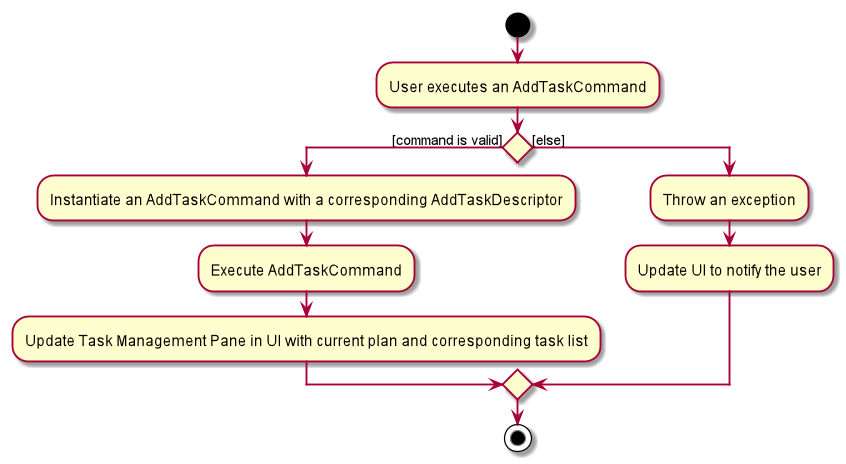 User executes an AddTaskCommand
[command is valid]
[else]
Instantiate an AddTaskCommand with a corresponding AddTaskDescriptor
Throw an exception
Execute AddTaskCommand
Update UI to notify the user
Update Task Management Pane in UI with current plan and corresponding task list